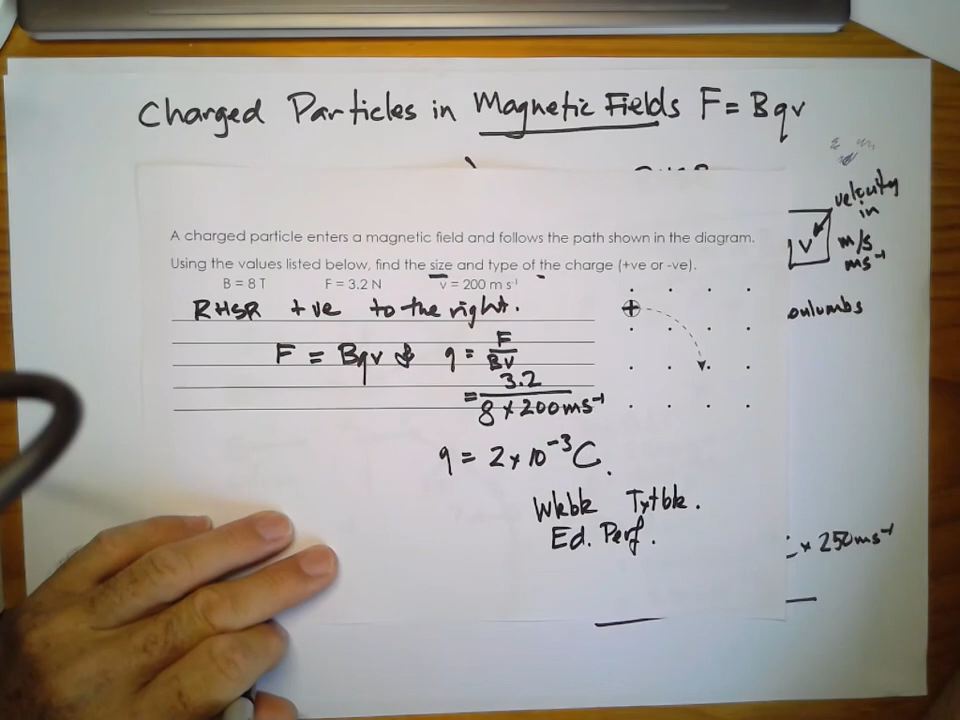 Charged Particles in Magnetic Fields F = Bqv
velocity
in
v
m/s
ms⁻¹
A charged particle enters a magnetic field and follows the path shown in the diagram.
Using the values listed below, find the size and type of the charge (+ve or -ve).
B = 8 T F = 3.2 N v = 200 m s⁻¹
RHSR +ve to the right.
+
oulumbs
F = Bqv & q = F/BV
= 3.2/8 × 200ms⁻¹
q = 2 × 10⁻³ C.
Wkbk Txtbk.
Ed. Perf.
× 250ms⁻¹